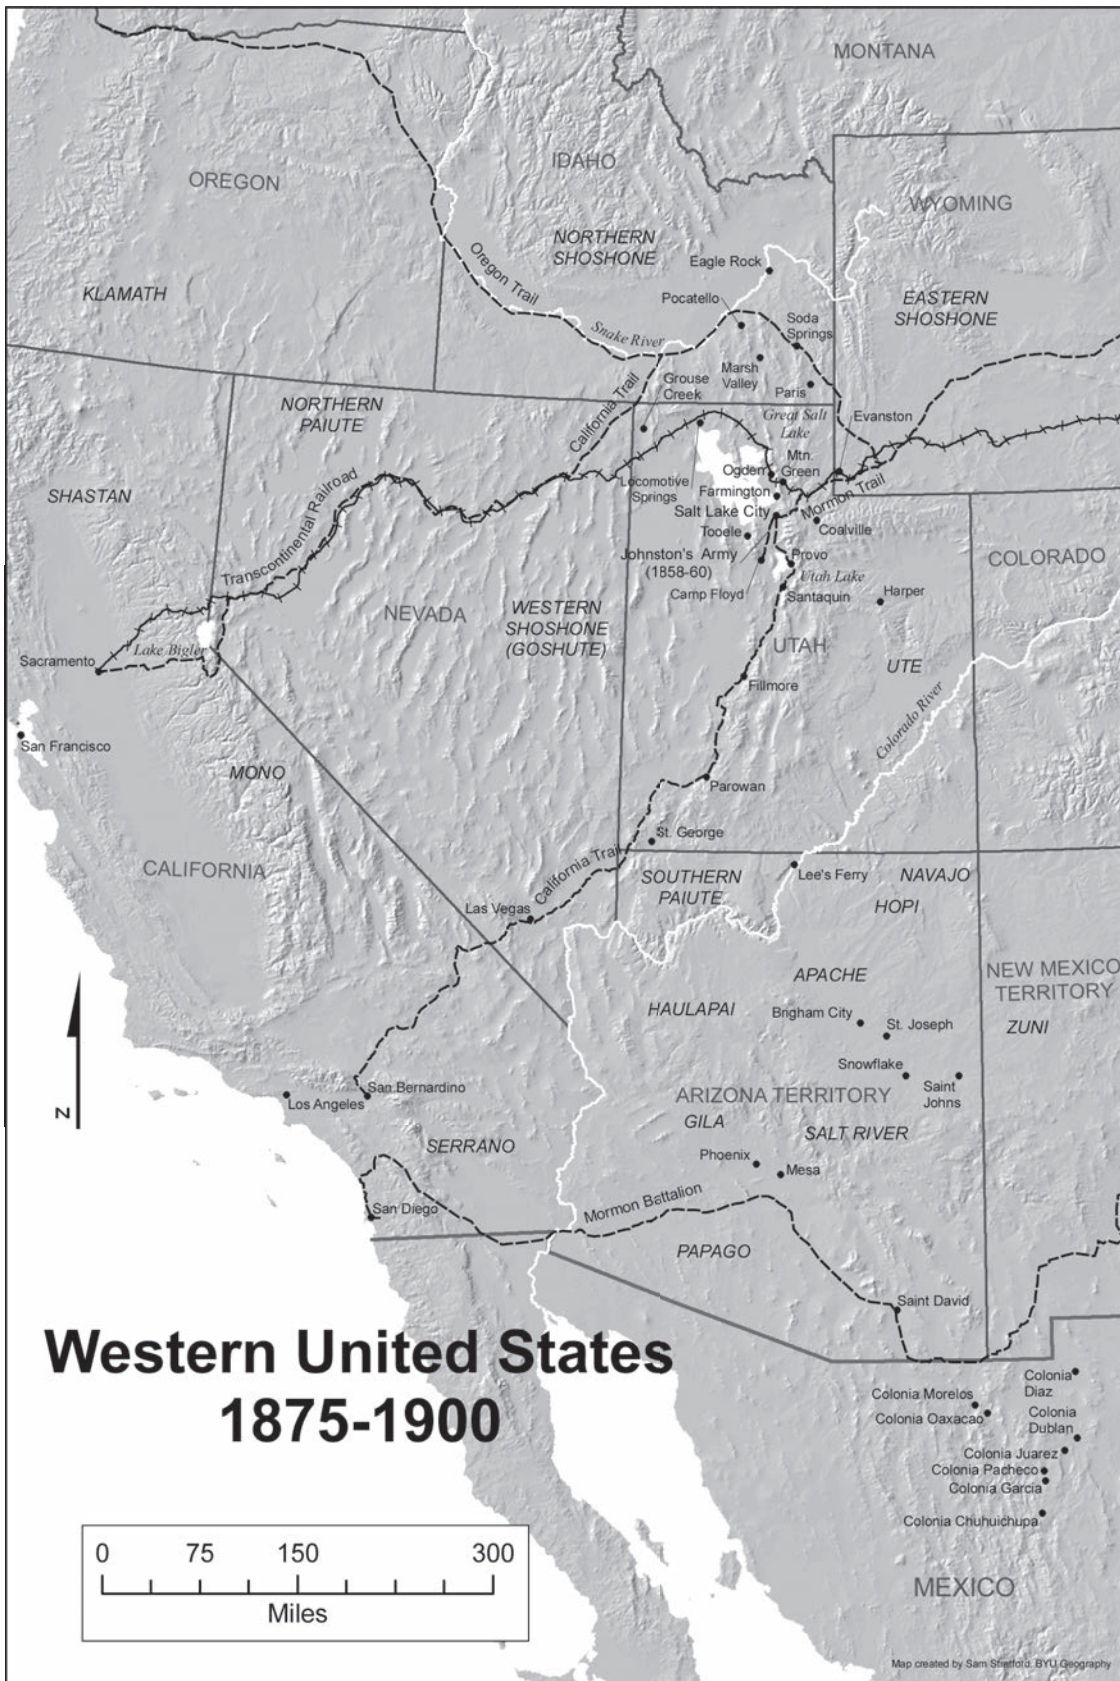 MONTANA
IDAHO
OREGON
WYOMING
NORTHERN
SHOSHONE
Oregon Trail
Eagle Rock
KLAMATH
Pocatello
EASTERN
SHOSHONE
Soda
Springs
Snake River
Marsh
Valley
Paris
Grouse
Creek
California Trail
NORTHERN
PAIUTE
Great Salt
Lake
Evanston
Mtn.
Green
Ogden
SHASTAN
Transcontinental Railroad
Locomotive
Springs
Farmington
Mormon Trail
Salt Lake City
Coalville
Tooele
Johnston's Army
(1858-60)
Provo
COLORADO
Utah Lake
Camp Floyd
Santaquin
Harper
NEVADA
WESTERN
SHOSHONE
(GOSHUTE)
UTAH
Lake Bigler
Sacramento
UTE
Fillmore
Colorado River
San Francisco
MONO
Parowan
St. George
CALIFORNIA
California Trail
SOUTHERN
PAIUTE
Lee's Ferry
NAVAJO
HOPI
Las Vegas
APACHE
NEW MEXICO
TERRITORY
HAULAPAI
Brigham City
St. Joseph
ZUNI
Snowflake
Saint
Johns
San Bernardino
Los Angeles
ARIZONA TERRITORY
N
GILA
SALT RIVER
SERRANO
Phoenix
Mesa
Mormon Battalion
San Diego
PAPAGO
Saint David
Western United States
1875-1900
Colonia
Diaz
Colonia Morelos
Colonia Oaxacao
Colonia
Dublan
Colonia Juarez
Colonia Pacheco
Colonia Garcia
Colonia Chuhuichupa
0 75 150 300
Miles
MEXICO
Map created by Sam Stratford, BYU Geography